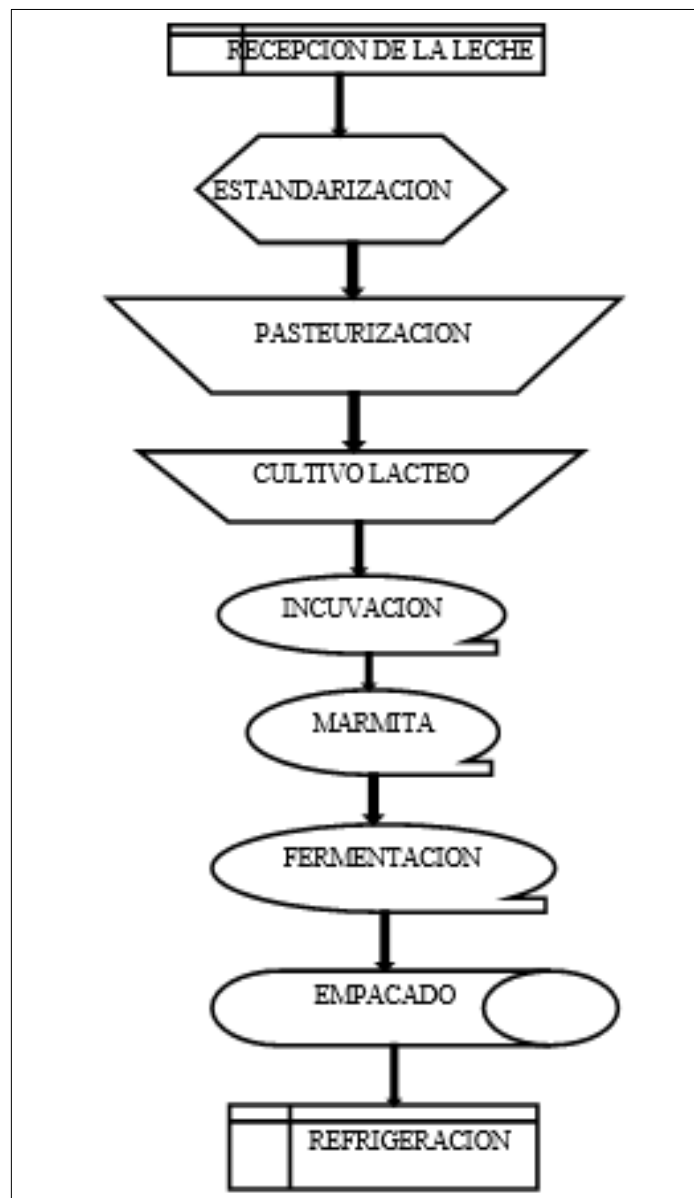 RECEPCION DE LA LECHE
ESTANDARIZACION
PASTEURIZACION
CULTIVO LACTEO
INCUVACION
MARMITA
FERMENTACION
EMPACADO
REFRIGERACION